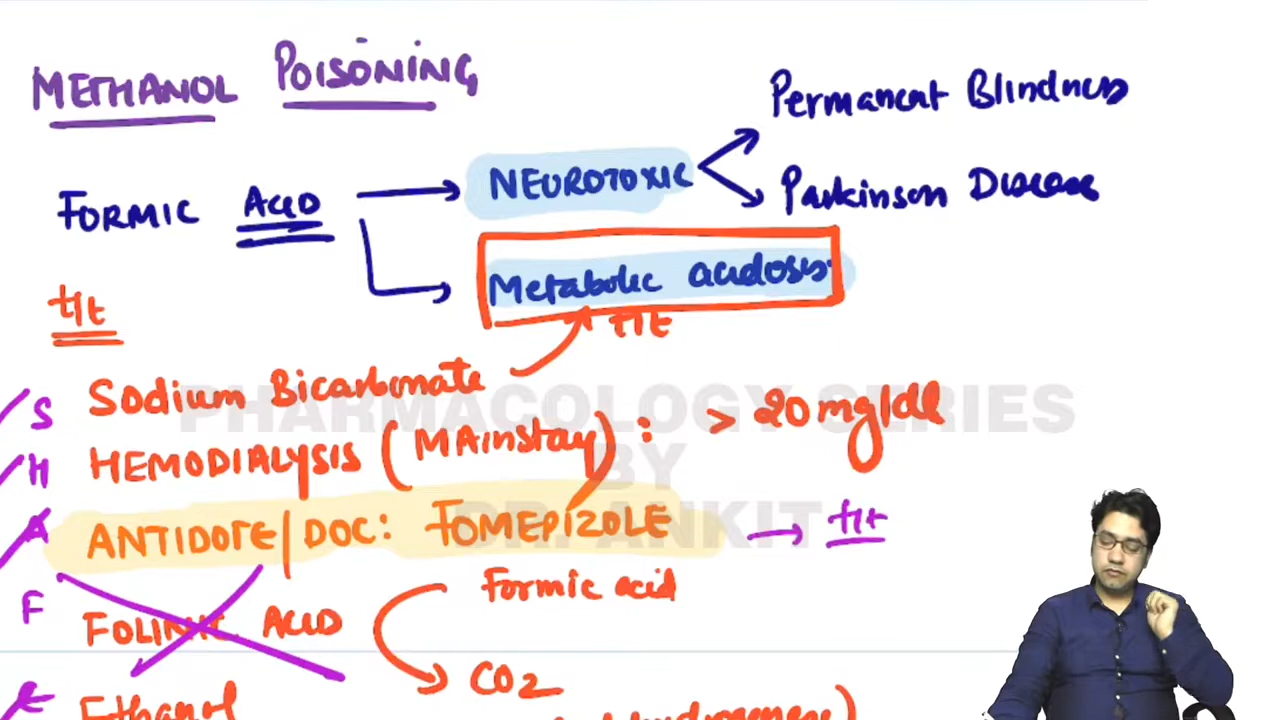 METHANOL POISONING
Permanent Blindness
FORMIC ACID → NEUROTOXIC
Parkinson Disease
Metabolic acidosis
t/t
t/t
S Sodium Bicarbonate
H HEMODIALYSIS (MAinstay) : > 20 mg/dl
A ANTIDOTE/DOC: FOMEPIZOLE → t/t
Formic acid
F FOLINIC ACID
CO2
E Ethanol
PHARMACOLOGY SERIES
BY
DR. ANKIT